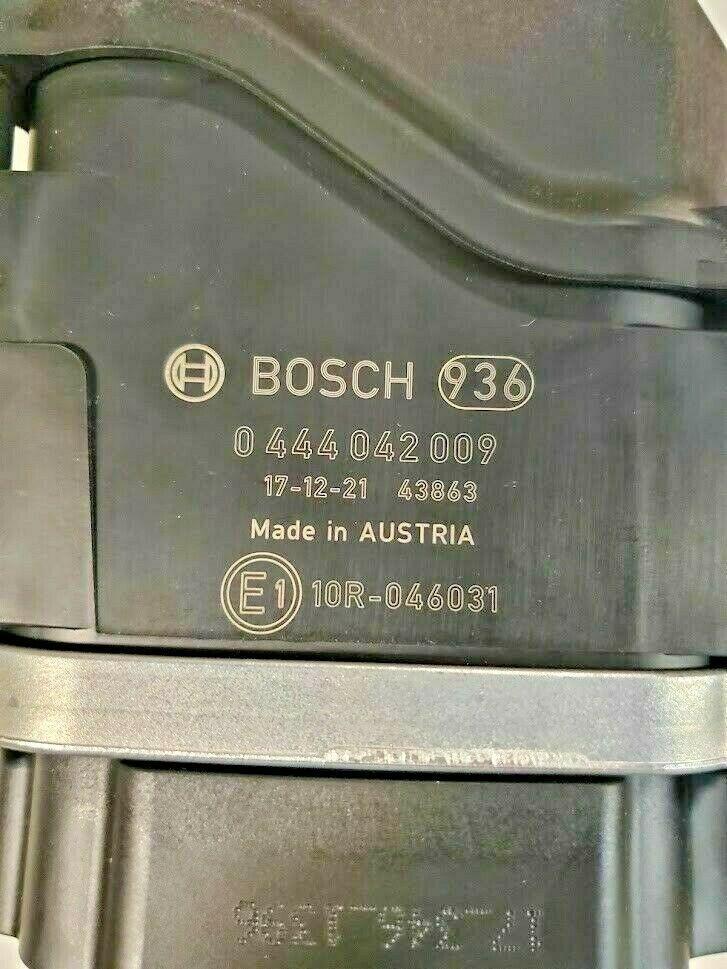 BOSCH 936
0 444 042 009
17-12-21 43863
Made in AUSTRIA
E1 10R-046031